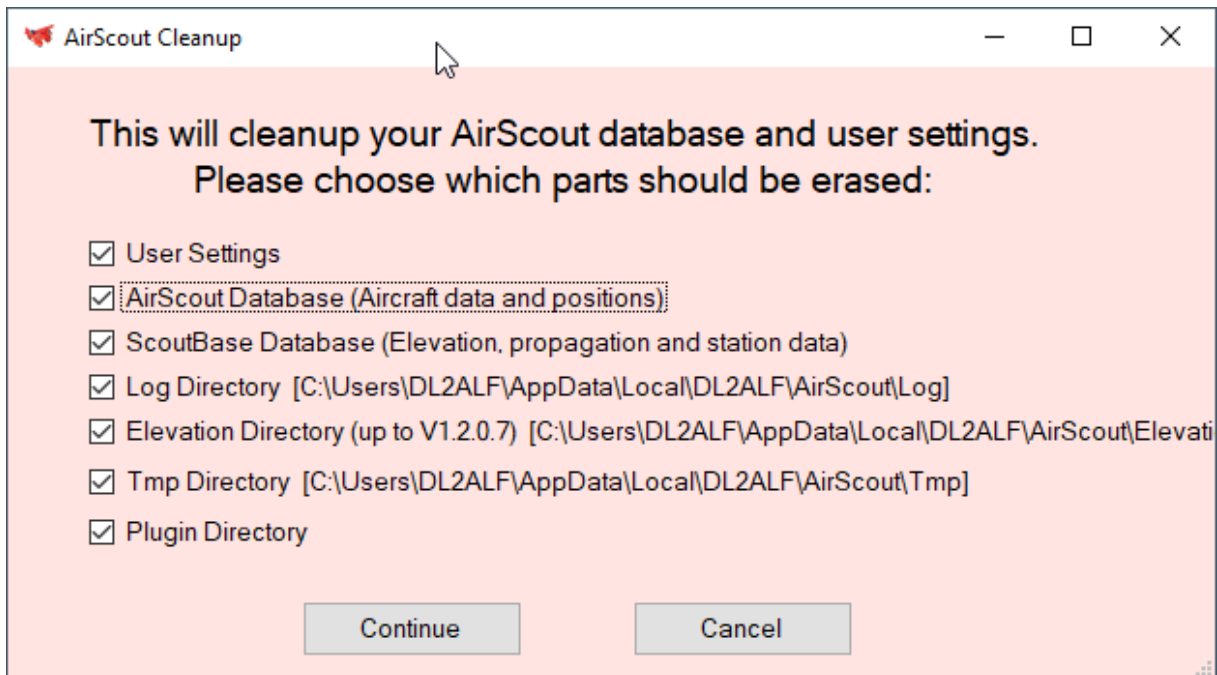 AirScout Cleanup
This will cleanup your AirScout database and user settings.
Please choose which parts should be erased:
User Settings
AirScout Database (Aircraft data and positions)
ScoutBase Database (Elevation, propagation and station data)
Log Directory [C:\Users\DL2ALF\AppData\Local\DL2ALF\AirScout\Log]
Elevation Directory (up to V1.2.0.7) [C:\Users\DL2ALF\AppData\Local\DL2ALF\AirScout\Elevati
Tmp Directory [C:\Users\DL2ALF\AppData\Local\DL2ALF\AirScout\Tmp]
Plugin Directory
Continue Cancel